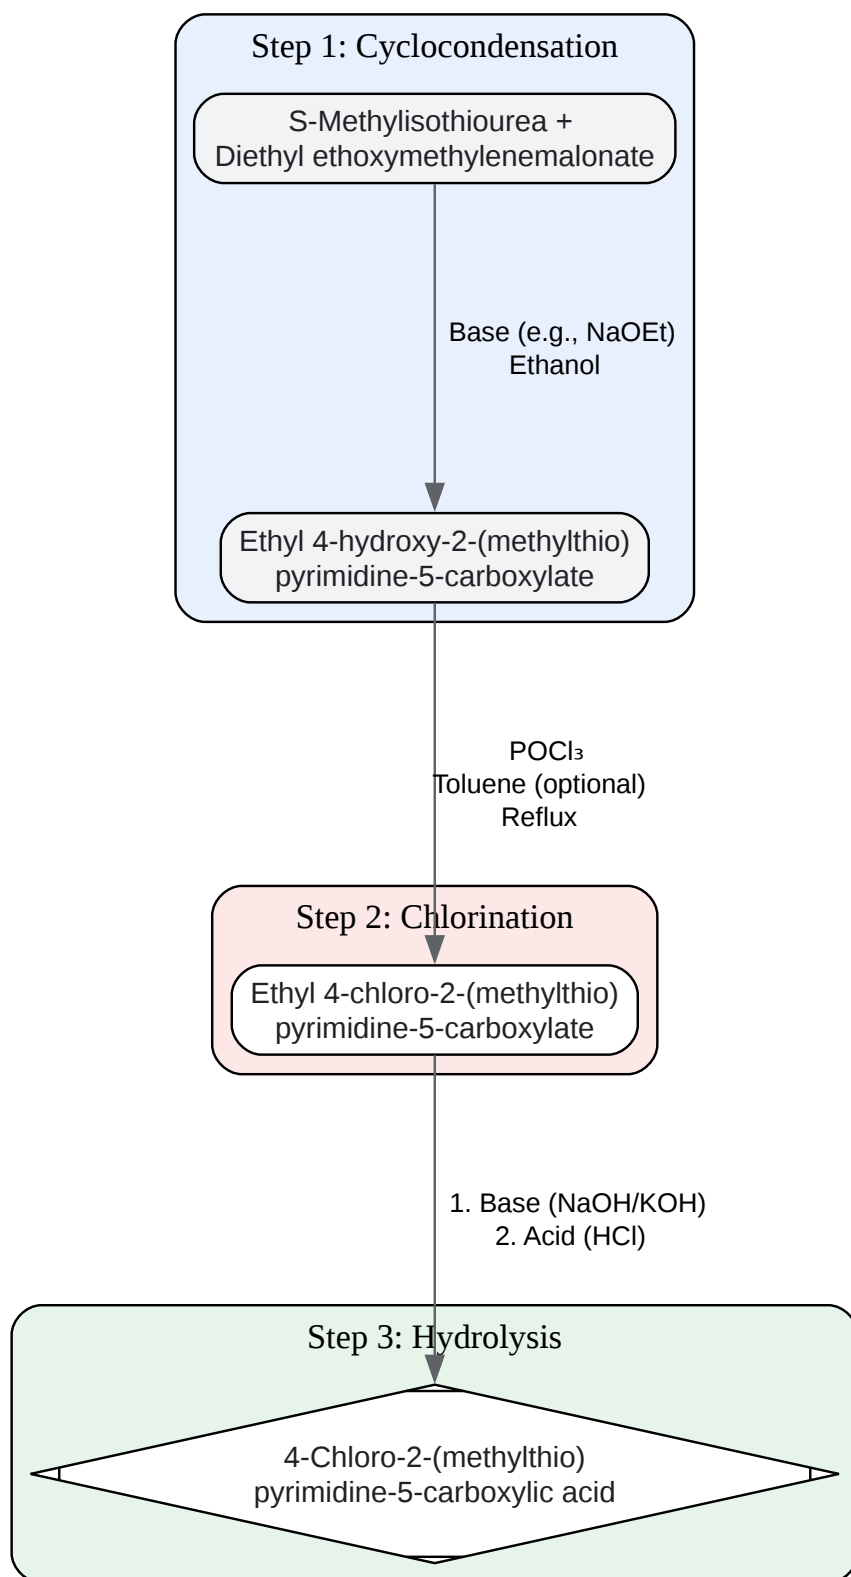 Step 1: Cyclocondensation
S-Methylisothiourea +
Diethyl ethoxymethylenemalonate
Base (e.g., NaOEt)
Ethanol
Ethyl 4-hydroxy-2-(methylthio)
pyrimidine-5-carboxylate
POCl₃
Toluene (optional)
Reflux
Step 2: Chlorination
Ethyl 4-chloro-2-(methylthio)
pyrimidine-5-carboxylate
1. Base (NaOH/KOH)
2. Acid (HCl)
Step 3: Hydrolysis
4-Chloro-2-(methylthio)
pyrimidine-5-carboxylic acid